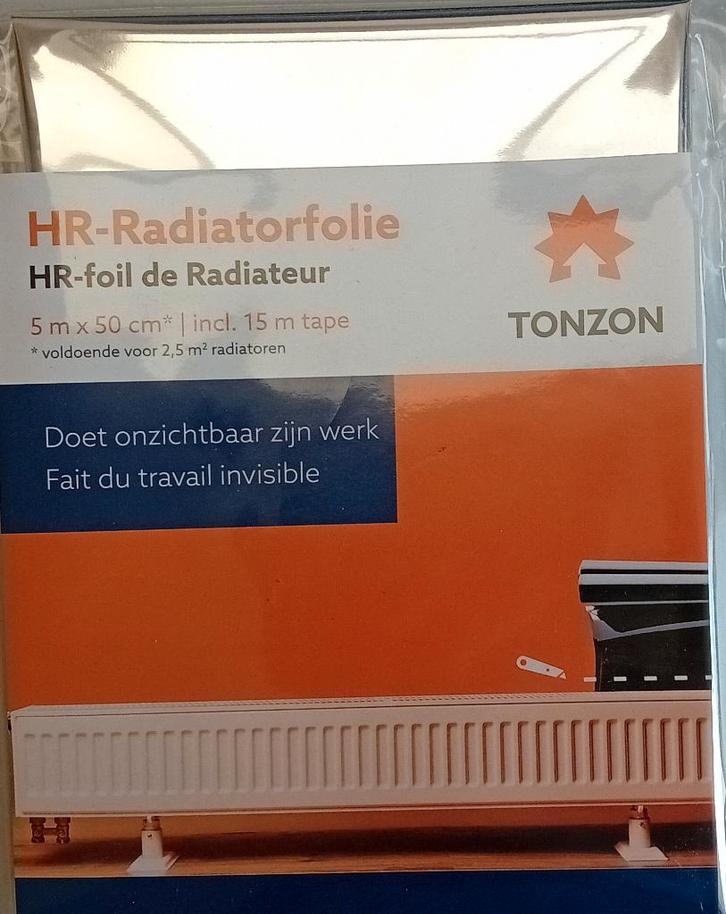 HR-Radiatorfolie
HR-foil de Radiateur
5 m x 50 cm* | incl. 15 m tape
* voldoende voor 2,5 m² radiatoren
TONZON
Doet onzichtbaar zijn werk
Fait du travail invisible